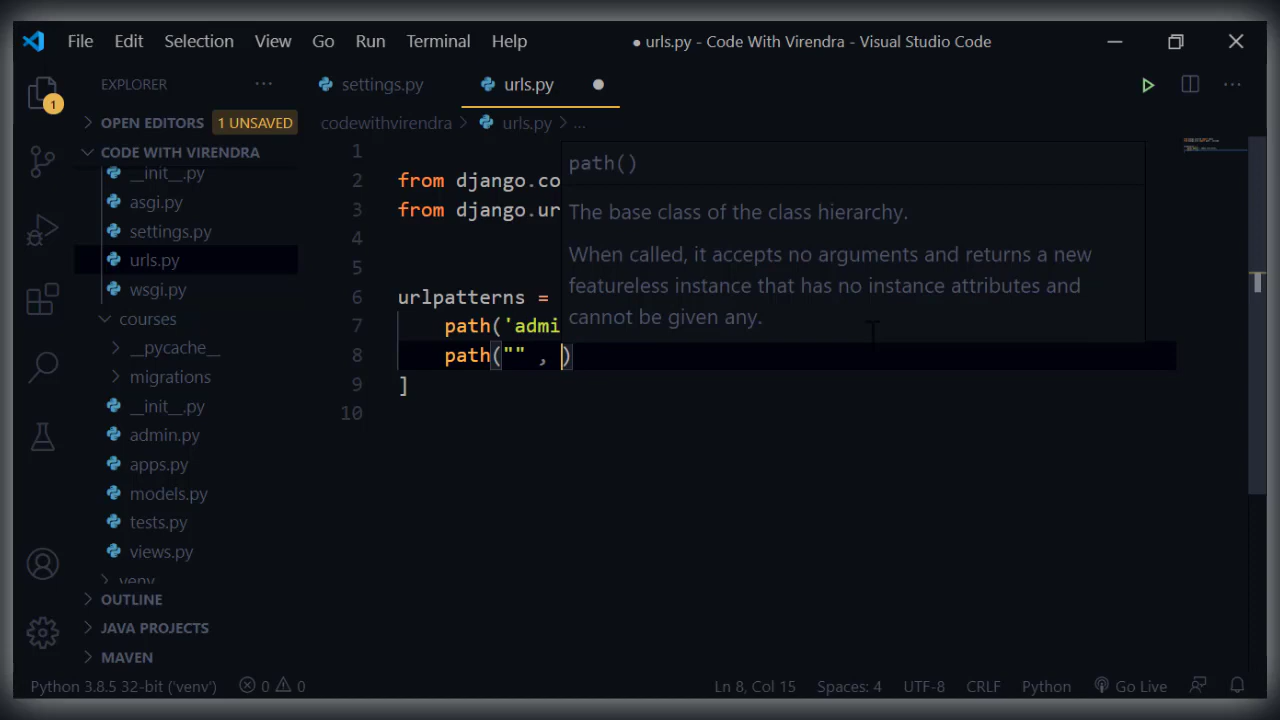 File Edit Selection View Go Run Terminal Help ● urls.py - Code With Virendra - Visual Studio Code
EXPLORER ...
settings.py urls.py
1
OPEN EDITORS 1 UNSAVED
codewithvirendra > urls.py > ...
CODE WITH VIRENDRA
__init__.py
asgi.py
settings.py
urls.py
wsgi.py
courses
__pycache__
migrations
__init__.py
admin.py
apps.py
models.py
tests.py
views.py
venv
OUTLINE
JAVA PROJECTS
MAVEN
1
2 from django.co
3 from django.ur
4
5
6 urlpatterns =
7 path('admi
8 path("" , )
9 ]
10
path()
The base class of the class hierarchy.
When called, it accepts no arguments and returns a new
featureless instance that has no instance attributes and
cannot be given any.
Python 3.8.5 32-bit ('venv') 0 0 Ln 8, Col 15 Spaces: 4 UTF-8 CRLF Python Go Live